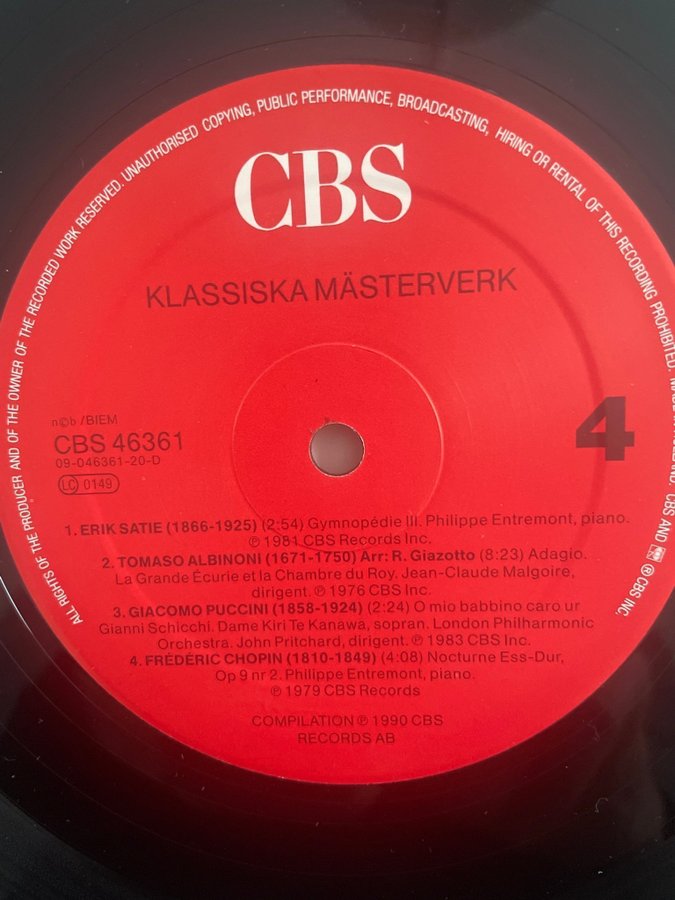 ALL RIGHTS OF THE PRODUCER AND OF THE OWNER OF THE RECORDED WORK RESERVED. UNAUTHORISED COPYING, PUBLIC PERFORMANCE, BROADCASTING, HIRING OR RENTAL OF THIS RECORDING PROHIBITED. CBS AND ® CBS INC.
CBS
KLASSISKA MÄSTERVERK
n©b /BIEM
CBS 46361
09-046361-20-D
LC 0149
4
1. ERIK SATIE (1866-1925) (2:54) Gymnopédie III. Philippe Entremont, piano.
℗ 1981 CBS Records Inc.
2. TOMASO ALBINONI (1671-1750) Arr: R. Giazotto (8:23) Adagio.
La Grande Écurie et la Chambre du Roy. Jean-Claude Malgoire,
dirigent. ℗ 1976 CBS Inc.
3. GIACOMO PUCCINI (1858-1924) (2:24) O mio babbino caro ur
Gianni Schicchi. Dame Kiri Te Kanawa, sopran. London Philharmonic
Orchestra. John Pritchard, dirigent. ℗ 1983 CBS Inc.
4. FRÉDÉRIC CHOPIN (1810-1849) (4:08) Nocturne Ess-Dur,
Op 9 nr 2. Philippe Entremont, piano.
℗ 1979 CBS Records
COMPILATION ℗ 1990 CBS
RECORDS AB